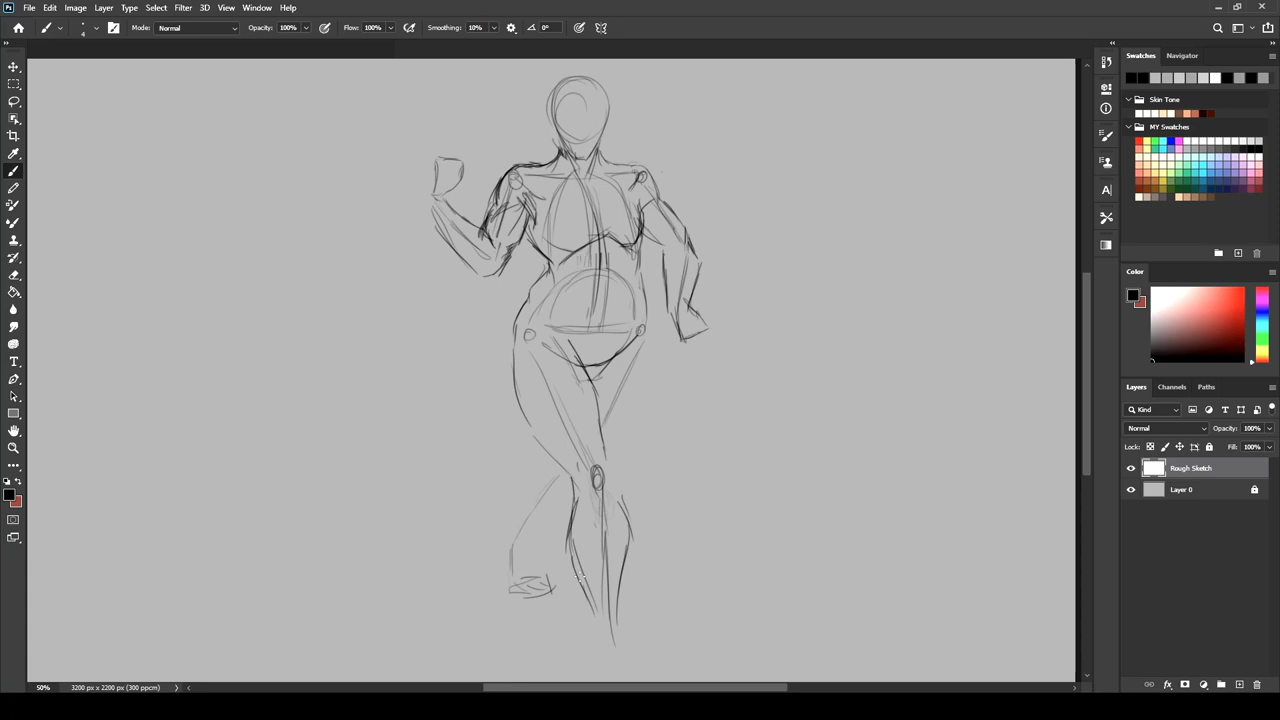 Ps File Edit Image Layer Type Select Filter 3D View Window Help
4 Mode: Normal Opacity: 100% Flow: 100% Smoothing: 10% 0°
Swatches Navigator
Skin Tone
MY Swatches
Color
Layers Channels Paths
Kind
Normal Opacity: 100%
Lock: Fill: 100%
Rough Sketch
Layer 0
50% 3200 px x 2200 px (300 ppcm)